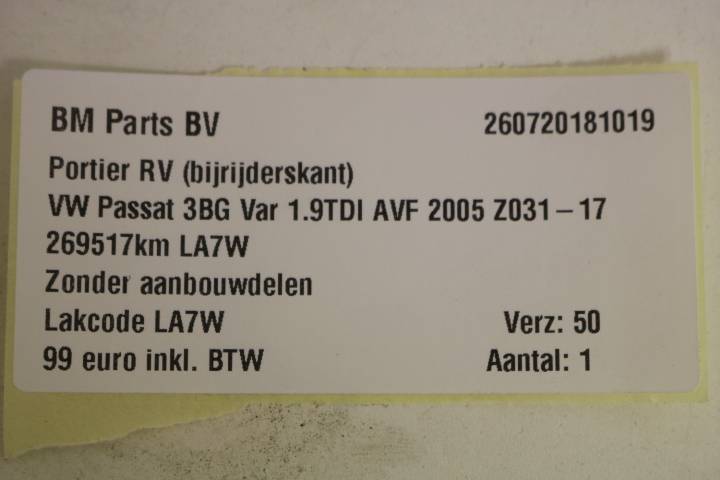 BM Parts BV 260720181019
Portier RV (bijrijderskant)
VW Passat 3BG Var 1.9TDI AVF 2005 Z031-17
269517km LA7W
Zonder aanbouwdelen
Lakcode LA7W Verz: 50
99 euro inkl. BTW Aantal: 1